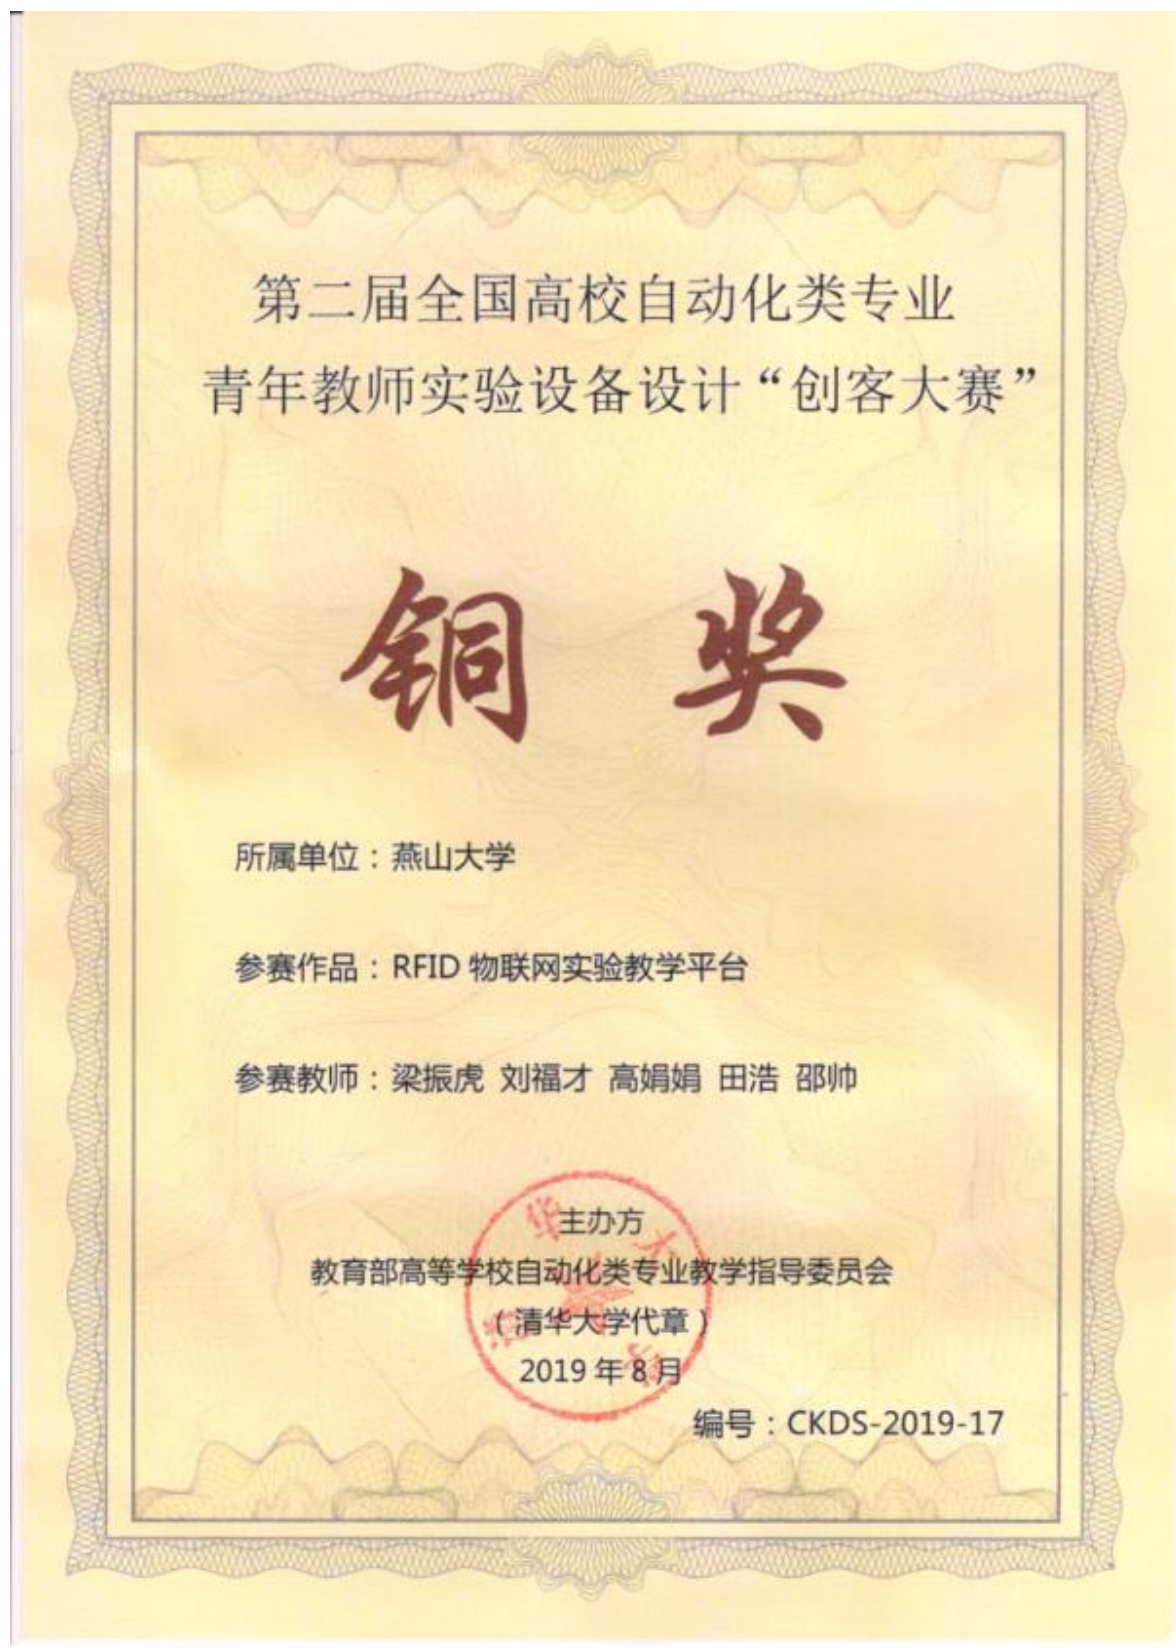 第二届全国高校自动化类专业
青年教师实验设备设计“创客大赛”
铜 奖
所属单位：燕山大学
参赛作品：RFID 物联网实验教学平台
参赛教师：梁振虎 刘福才 高娟娟 田浩 邵帅
主办方
教育部高等学校自动化类专业教学指导委员会
（清华大学代章）
2019 年 8 月
编号：CKDS-2019-17
清华大学